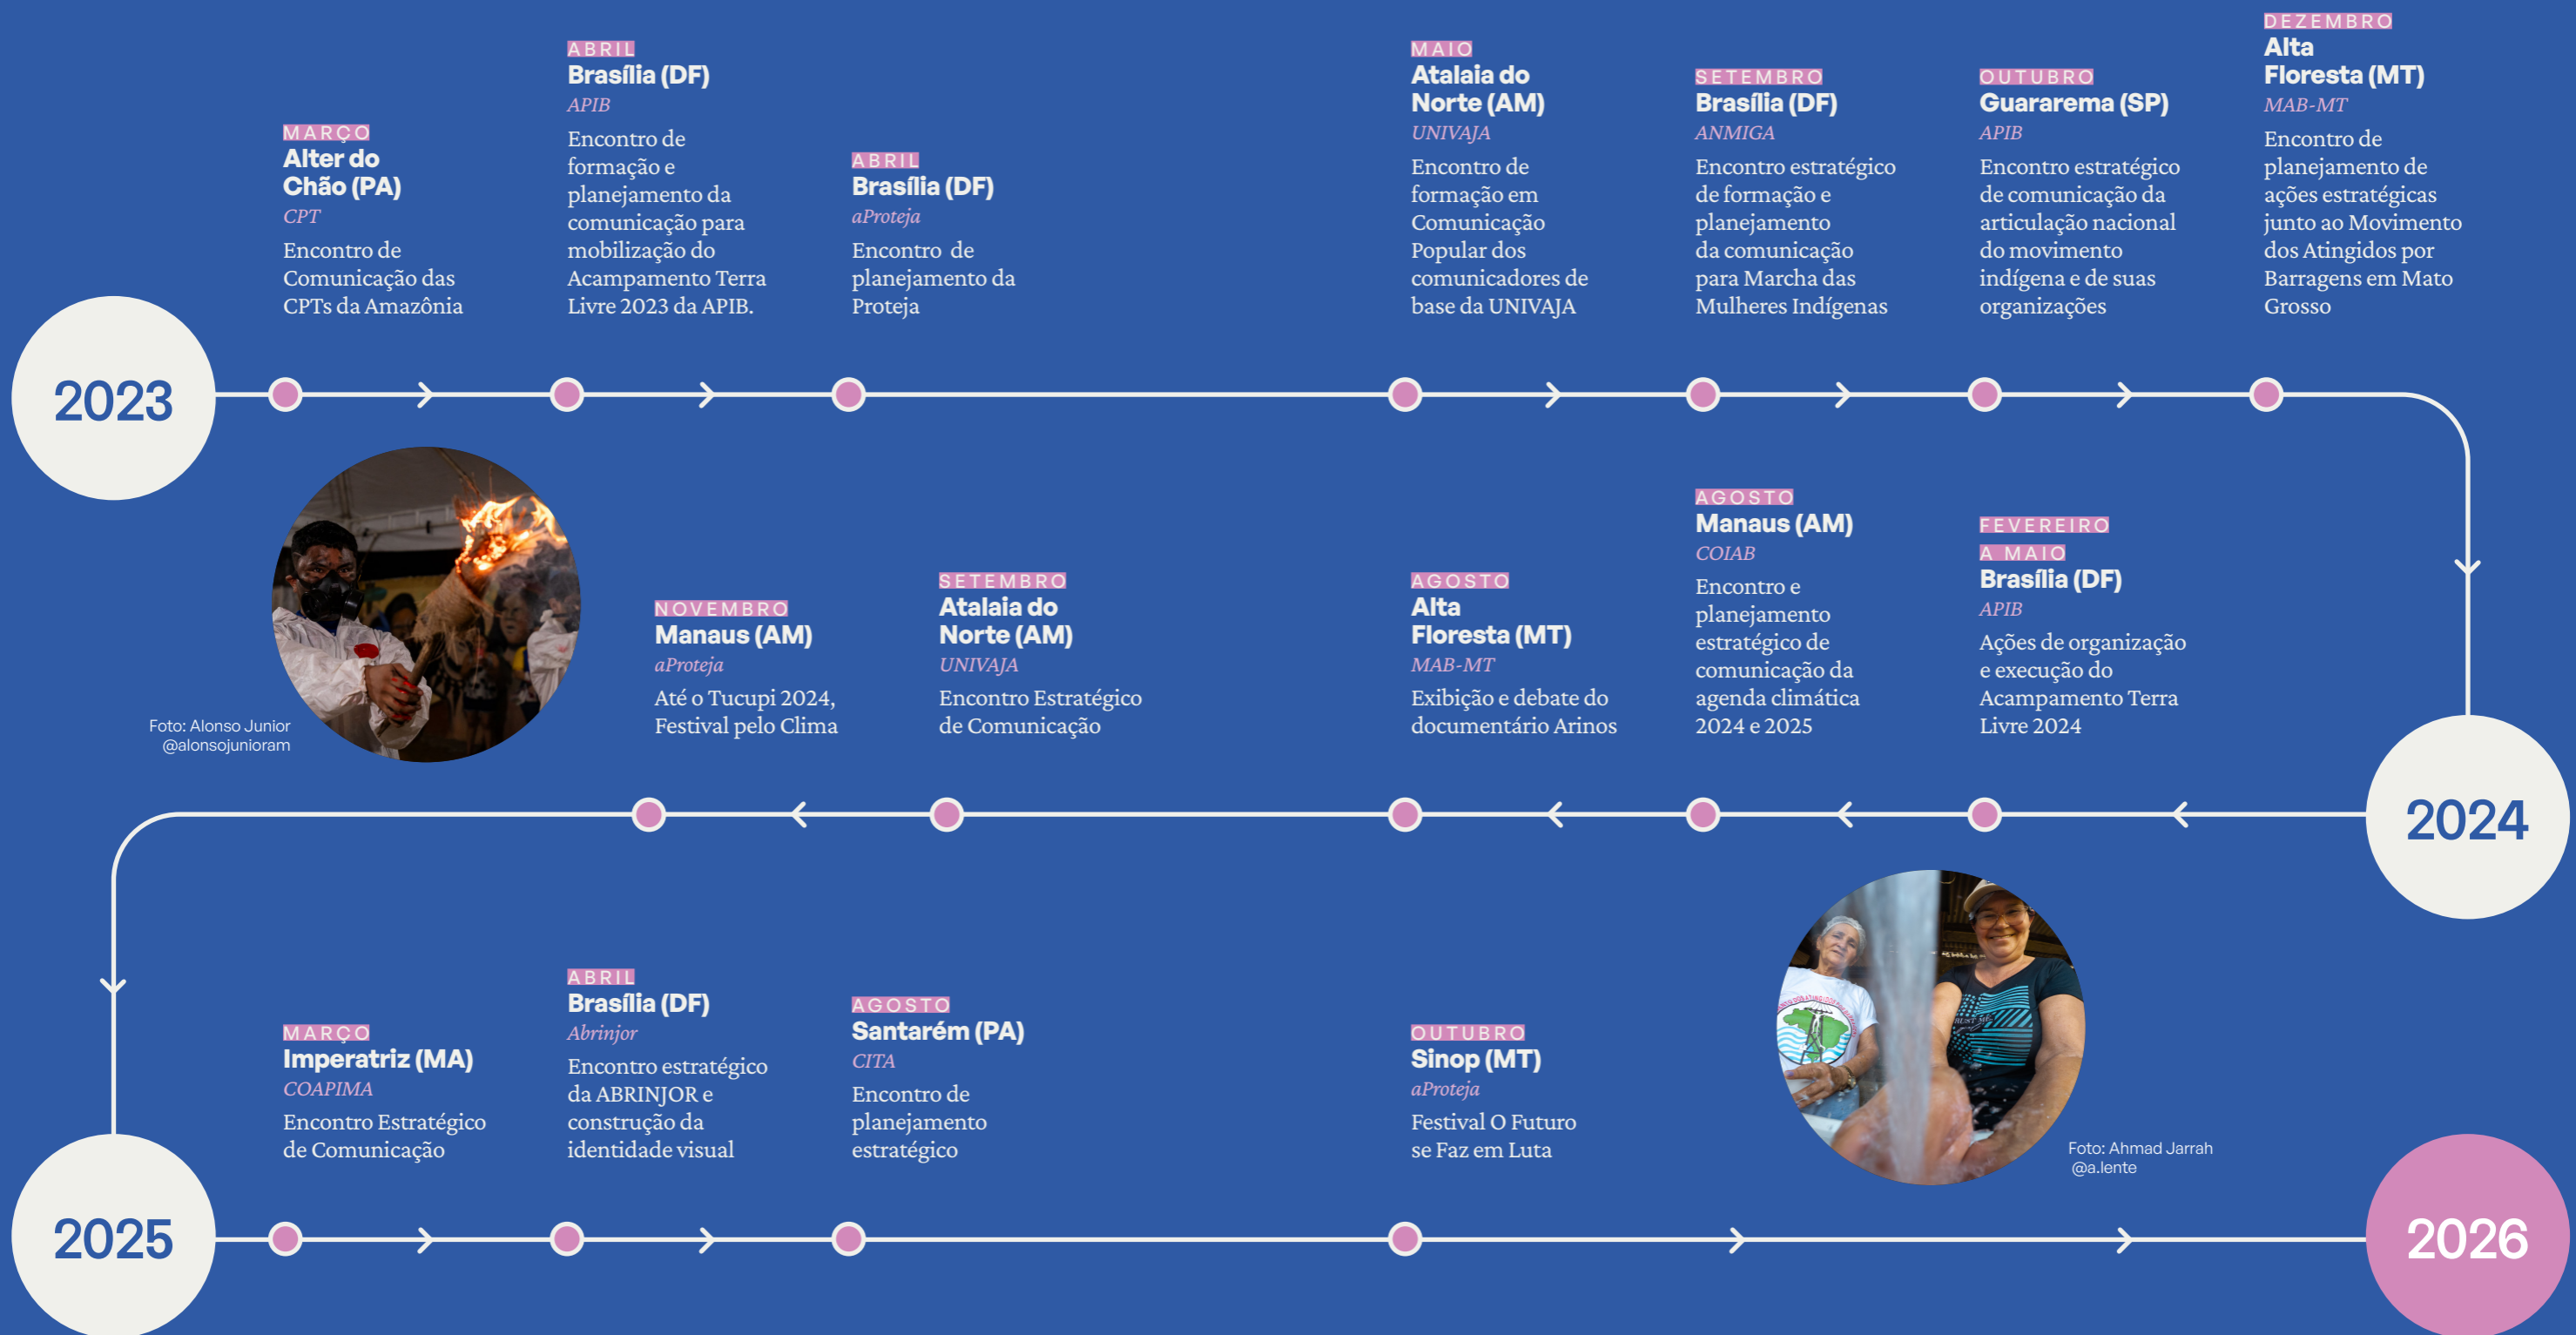 2023
MARÇO
Alter do
Chão (PA)
CPT
Encontro de
Comunicação das
CPTs da Amazônia
ABRIL
Brasília (DF)
APIB
Encontro de
formação e
planejamento da
comunicação para
mobilização do
Acampamento Terra
Livre 2023 da APIB.
ABRIL
Brasília (DF)
aProteja
Encontro  de
planejamento da
Proteja
MAIO
Atalaia do
Norte (AM)
UNIVAJA
Encontro de
formação em
Comunicação
Popular dos
comunicadores de
base da UNIVAJA
SETEMBRO
Brasília (DF)
ANMIGA
Encontro estratégico
de formação e
planejamento
da comunicação
para Marcha das
Mulheres Indígenas
OUTUBRO
Guararema (SP)
APIB
Encontro estratégico
de comunicação da
articulação nacional
do movimento
indígena e de suas
organizações
DEZEMBRO
Alta
Floresta (MT)
MAB-MT
Encontro de
planejamento de
ações estratégicas
junto ao Movimento
dos Atingidos por
Barragens em Mato
Grosso
2024
FEVEREIRO
A MAIO
Brasília (DF)
APIB
Ações de organização
e execução do
Acampamento Terra
Livre 2024
AGOSTO
Manaus (AM)
COIAB
Encontro e
planejamento
estratégico de
comunicação da
agenda climática
2024 e 2025
AGOSTO
Alta
Floresta (MT)
MAB-MT
Exibição e debate do
documentário Arinos
SETEMBRO
Atalaia do
Norte (AM)
UNIVAJA
Encontro Estratégico
de Comunicação
NOVEMBRO
Manaus (AM)
aProteja
Até o Tucupi 2024,
Festival pelo Clima
Foto: Alonso Junior
@alonsojunioram
2025
MARÇO
Imperatriz (MA)
COAPIMA
Encontro Estratégico
de Comunicação
ABRIL
Brasília (DF)
Abrinjor
Encontro estratégico
da ABRINJOR e
construção da
identidade visual
AGOSTO
Santarém (PA)
CITA
Encontro de
planejamento
estratégico
OUTUBRO
Sinop (MT)
aProteja
Festival O Futuro
se Faz em Luta
Foto: Ahmad Jarrah
@a.lente
2026